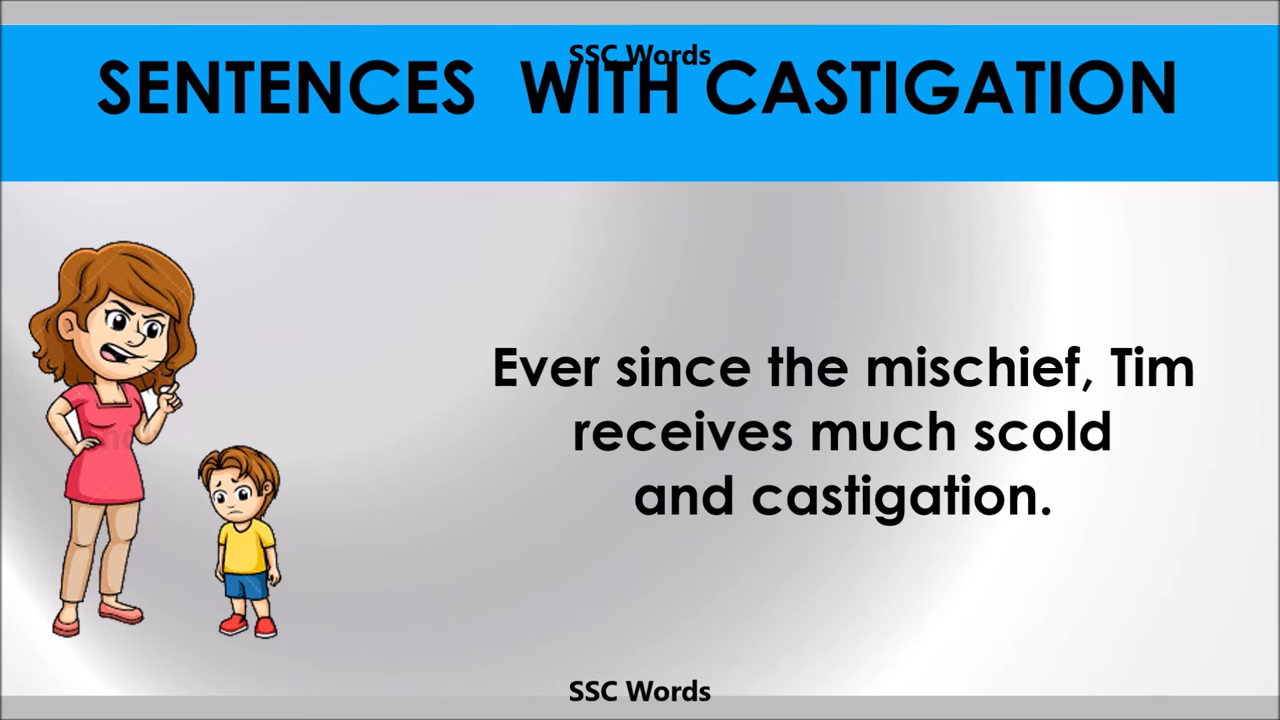 SSC Words
SENTENCES WITH CASTIGATION
Ever since the mischief, Tim
receives much scold
and castigation.
SSC Words